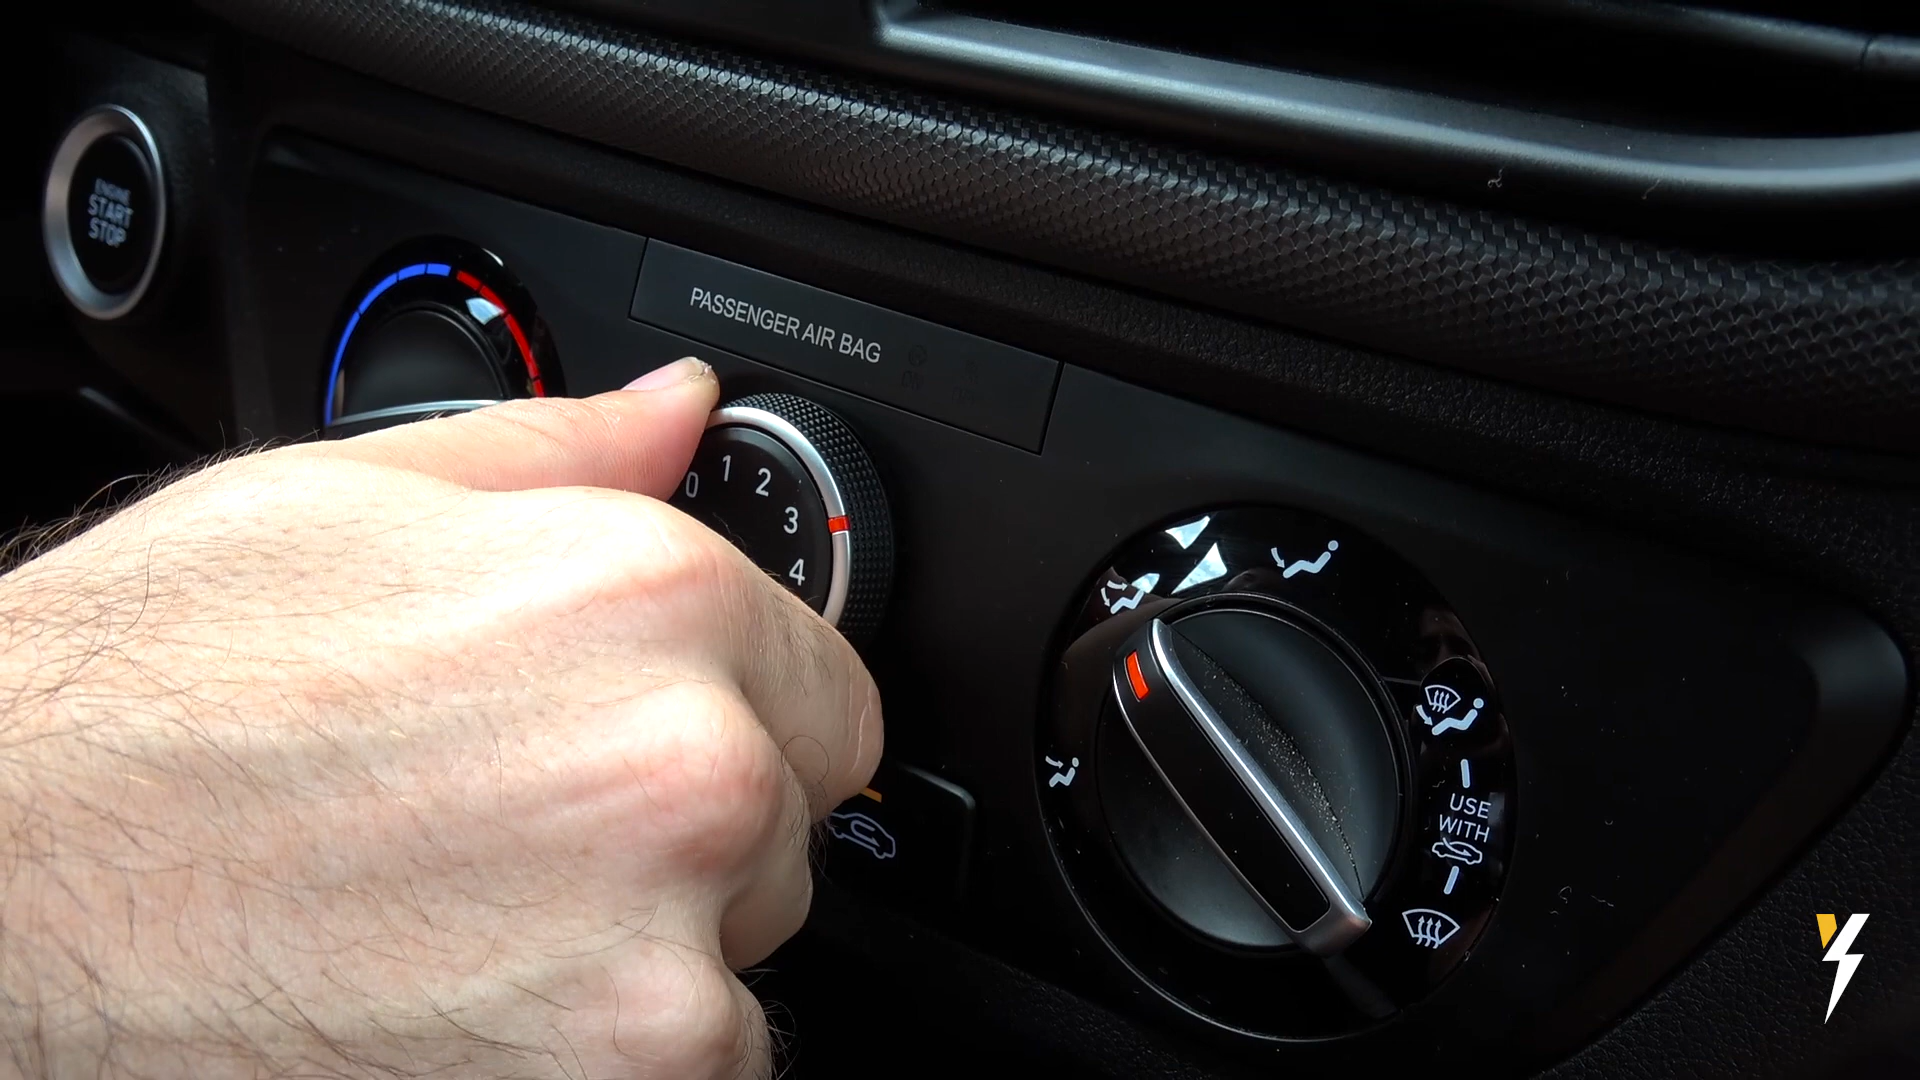 ENGINE
START
STOP
PASSENGER AIR BAG
0
1
2
3
4
USE
WITH